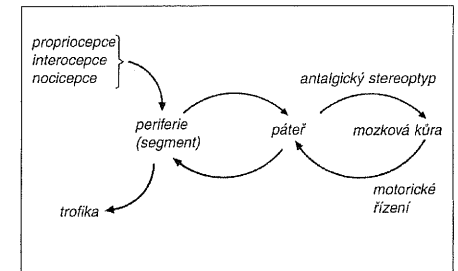 propriocepce
interocepce
nocicepce
antalgický stereoptyp
periferie
(segment)
páteř
mozková kůra
motorické
řízení
trofika